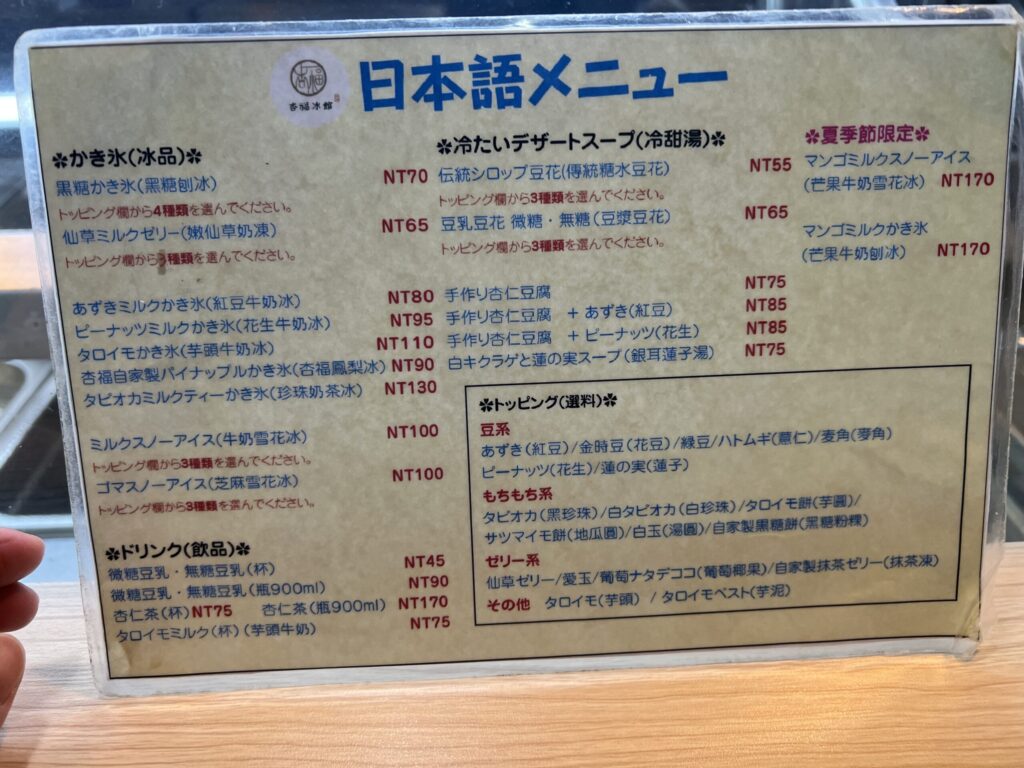 杏福冰館
日本語メニュー
✽かき氷(冰品)✽
黒糖かき氷(黑糖刨冰) NT70
トッピング欄から4種類を選んでください。
仙草ミルクゼリー(嫩仙草奶凍) NT65
トッピング欄から3種類を選んでください。
あずきミルクかき氷(紅豆牛奶冰) NT80
ピーナッツミルクかき氷(花生牛奶冰) NT95
タロイモかき氷(芋頭牛奶冰) NT110
杏福自家製パイナップルかき氷(杏福鳳梨冰) NT90
タピオカミルクティーかき氷(珍珠奶茶冰) NT130
ミルクスノーアイス(牛奶雪花冰) NT100
トッピング欄から3種類を選んでください。
ゴマスノーアイス(芝麻雪花冰) NT100
トッピング欄から3種類を選んでください。
✽ドリンク(飲品)✽
微糖豆乳・無糖豆乳(杯) NT45
微糖豆乳・無糖豆乳(瓶900ml) NT90
杏仁茶(杯)NT75 杏仁茶(瓶900ml) NT170
タロイモミルク(杯)(芋頭牛奶) NT75
✽冷たいデザートスープ(冷甜湯)✽
伝統シロップ豆花(傳統糖水豆花) NT55
トッピング欄から3種類を選んでください。
豆乳豆花 微糖・無糖(豆漿豆花) NT65
トッピング欄から3種類を選んでください。
手作り杏仁豆腐 NT75
手作り杏仁豆腐 +あずき(紅豆) NT85
手作り杏仁豆腐 +ピーナッツ(花生) NT85
白キクラゲと蓮の実スープ(銀耳蓮子湯) NT75
✽夏季節限定✽
マンゴミルクスノーアイス
(芒果牛奶雪花冰) NT170
マンゴミルクかき氷
(芒果牛奶刨冰) NT170
✽トッピング(選料)✽
豆系
あずき(紅豆)/金時豆(花豆)/緑豆/ハトムギ(薏仁)/麦角(麥角)
ピーナッツ(花生)/蓮の実(蓮子)
もちもち系
タピオカ(黑珍珠)/白タピオカ(白珍珠)/タロイモ餅(芋圓)/
サツマイモ餅(地瓜圓)/白玉(湯圓)/自家製黒糖餅(黑糖粉粿)
ゼリー系
仙草ゼリー/愛玉/葡萄ナタデココ(葡萄椰果)/自家製抹茶ゼリー(抹茶凍)
その他 タロイモ(芋頭) / タロイモペスト(芋泥)